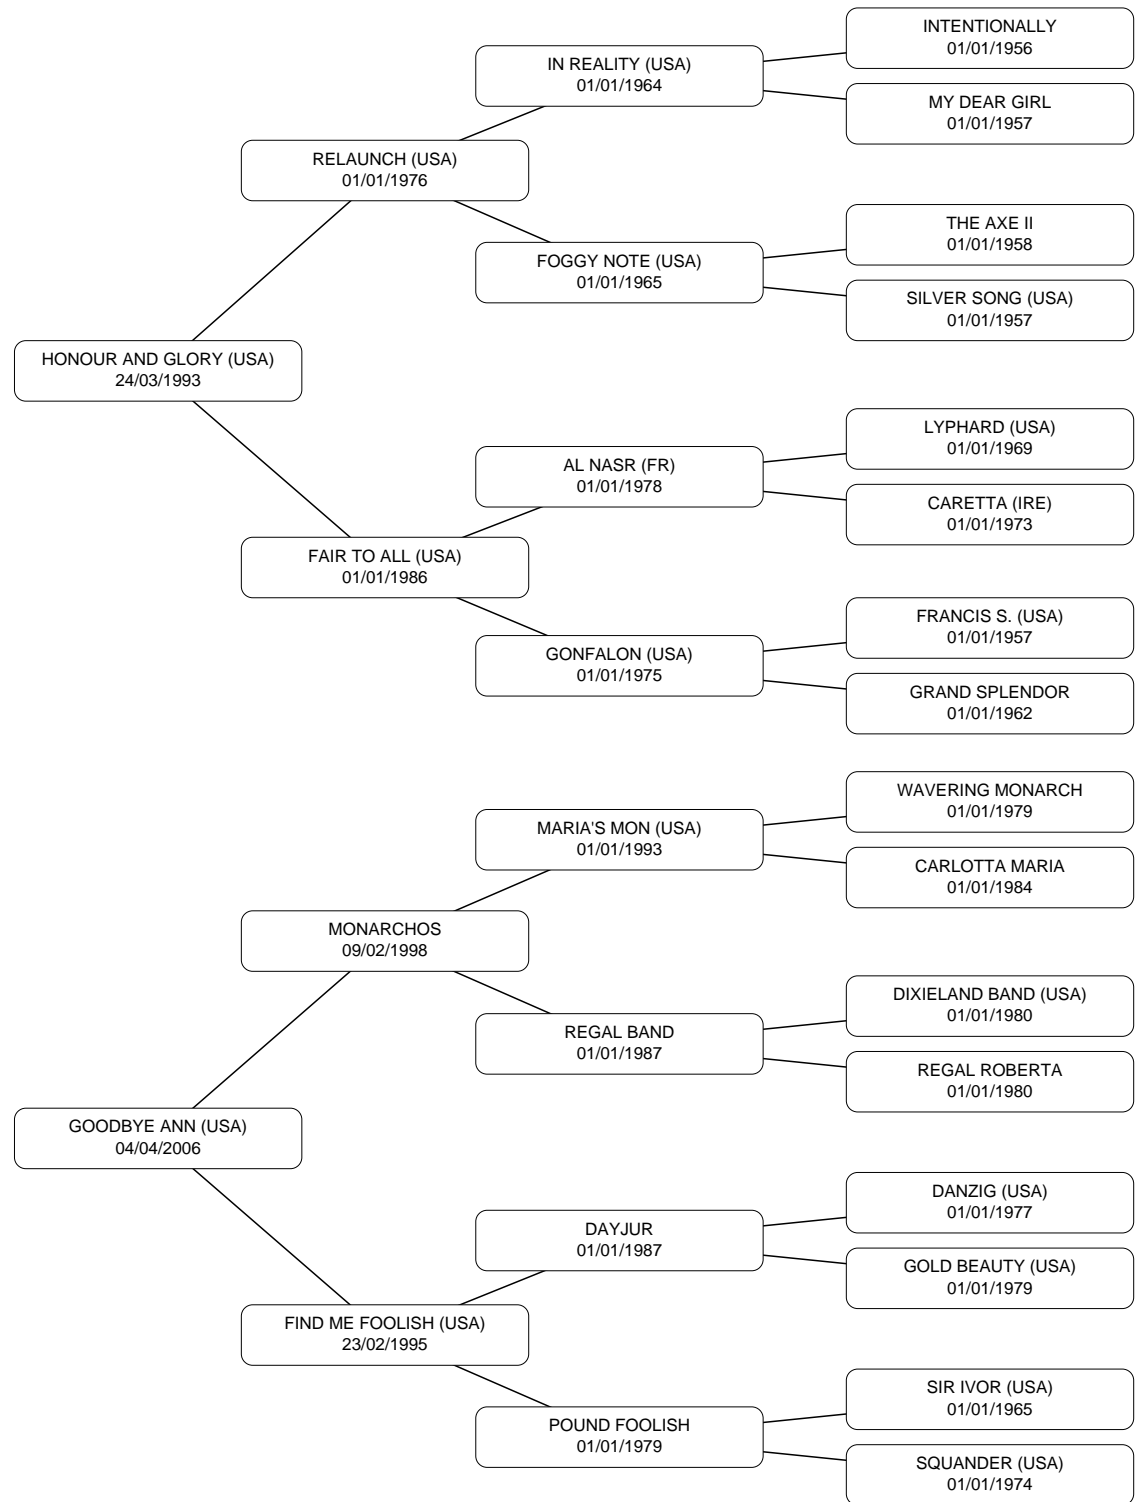 INTENTIONALLY
01/01/1956
IN REALITY (USA)
01/01/1964
MY DEAR GIRL
01/01/1957
RELAUNCH (USA)
01/01/1976
THE AXE II
01/01/1958
FOGGY NOTE (USA)
01/01/1965
SILVER SONG (USA)
01/01/1957
HONOUR AND GLORY (USA)
24/03/1993
LYPHARD (USA)
01/01/1969
AL NASR (FR)
01/01/1978
CARETTA (IRE)
01/01/1973
FAIR TO ALL (USA)
01/01/1986
FRANCIS S. (USA)
01/01/1957
GONFALON (USA)
01/01/1975
GRAND SPLENDOR
01/01/1962
WAVERING MONARCH
01/01/1979
MARIA'S MON (USA)
01/01/1993
CARLOTTA MARIA
01/01/1984
MONARCHOS
09/02/1998
DIXIELAND BAND (USA)
01/01/1980
REGAL BAND
01/01/1987
REGAL ROBERTA
01/01/1980
GOODBYE ANN (USA)
04/04/2006
DANZIG (USA)
01/01/1977
DAYJUR
01/01/1987
GOLD BEAUTY (USA)
01/01/1979
FIND ME FOOLISH (USA)
23/02/1995
SIR IVOR (USA)
01/01/1965
POUND FOOLISH
01/01/1979
SQUANDER (USA)
01/01/1974